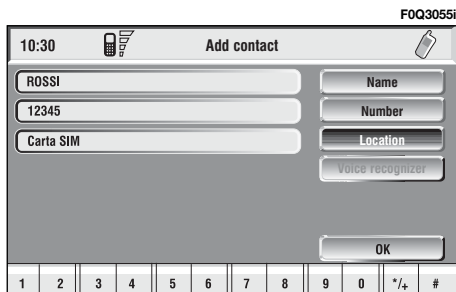 F0Q3055i
10:30 Add contact
ROSSI Name
12345 Number
Carta SIM Location
Voice recognizer
OK
1 2 3 4 5 6 7 8 9 0 */+ #